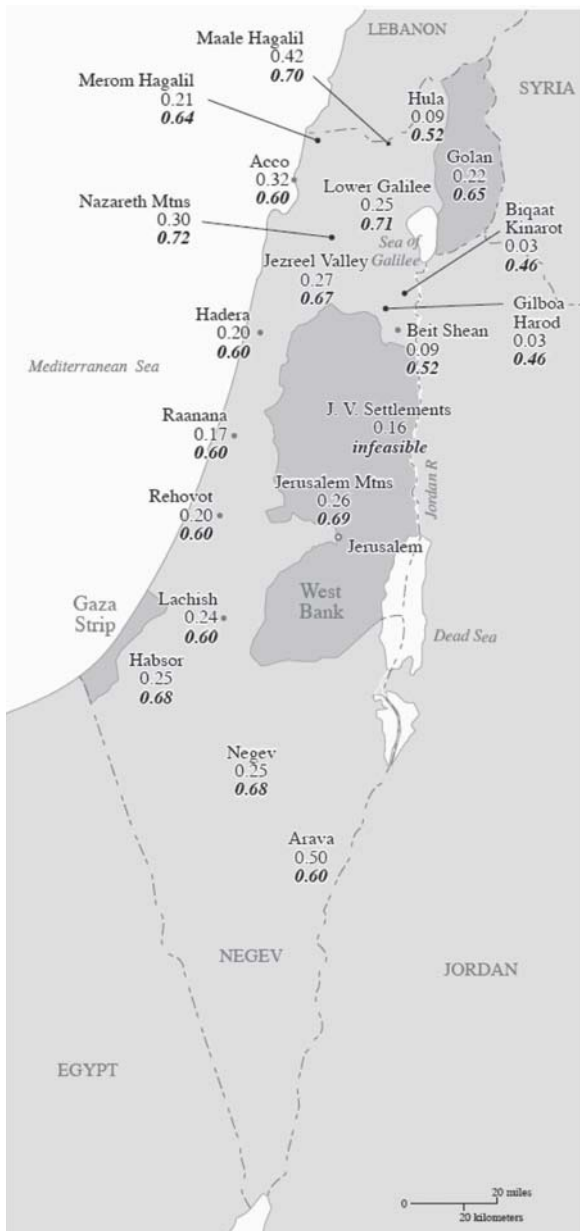 LEBANON
Maale Hagalil
0.42
0.70
Merom Hagalil
0.21
0.64
SYRIA
Hula
0.09
0.52
Golan
0.22
0.65
Acco
0.32
0.60
Lower Galilee
0.25
0.71
Nazareth Mtns
0.30
0.72
Biqaat
Kinarot
0.03
0.46
Sea of
Galilee
Jezreel Valley
0.27
0.67
Gilboa
Harod
0.03
0.46
Hadera
0.20
0.60
Beit Shean
0.09
0.52
Mediterranean Sea
J. V. Settlements
0.16
infeasible
Raanana
0.17
0.60
Jordan R
Jerusalem Mtns
0.26
0.69
Rehovot
0.20
0.60
Jerusalem
West
Bank
Gaza
Strip
Lachish
0.24
0.60
Dead Sea
Habsor
0.25
0.68
Negev
0.25
0.68
Arava
0.50
0.60
NEGEV
JORDAN
EGYPT
20 miles
0
20 kilometers